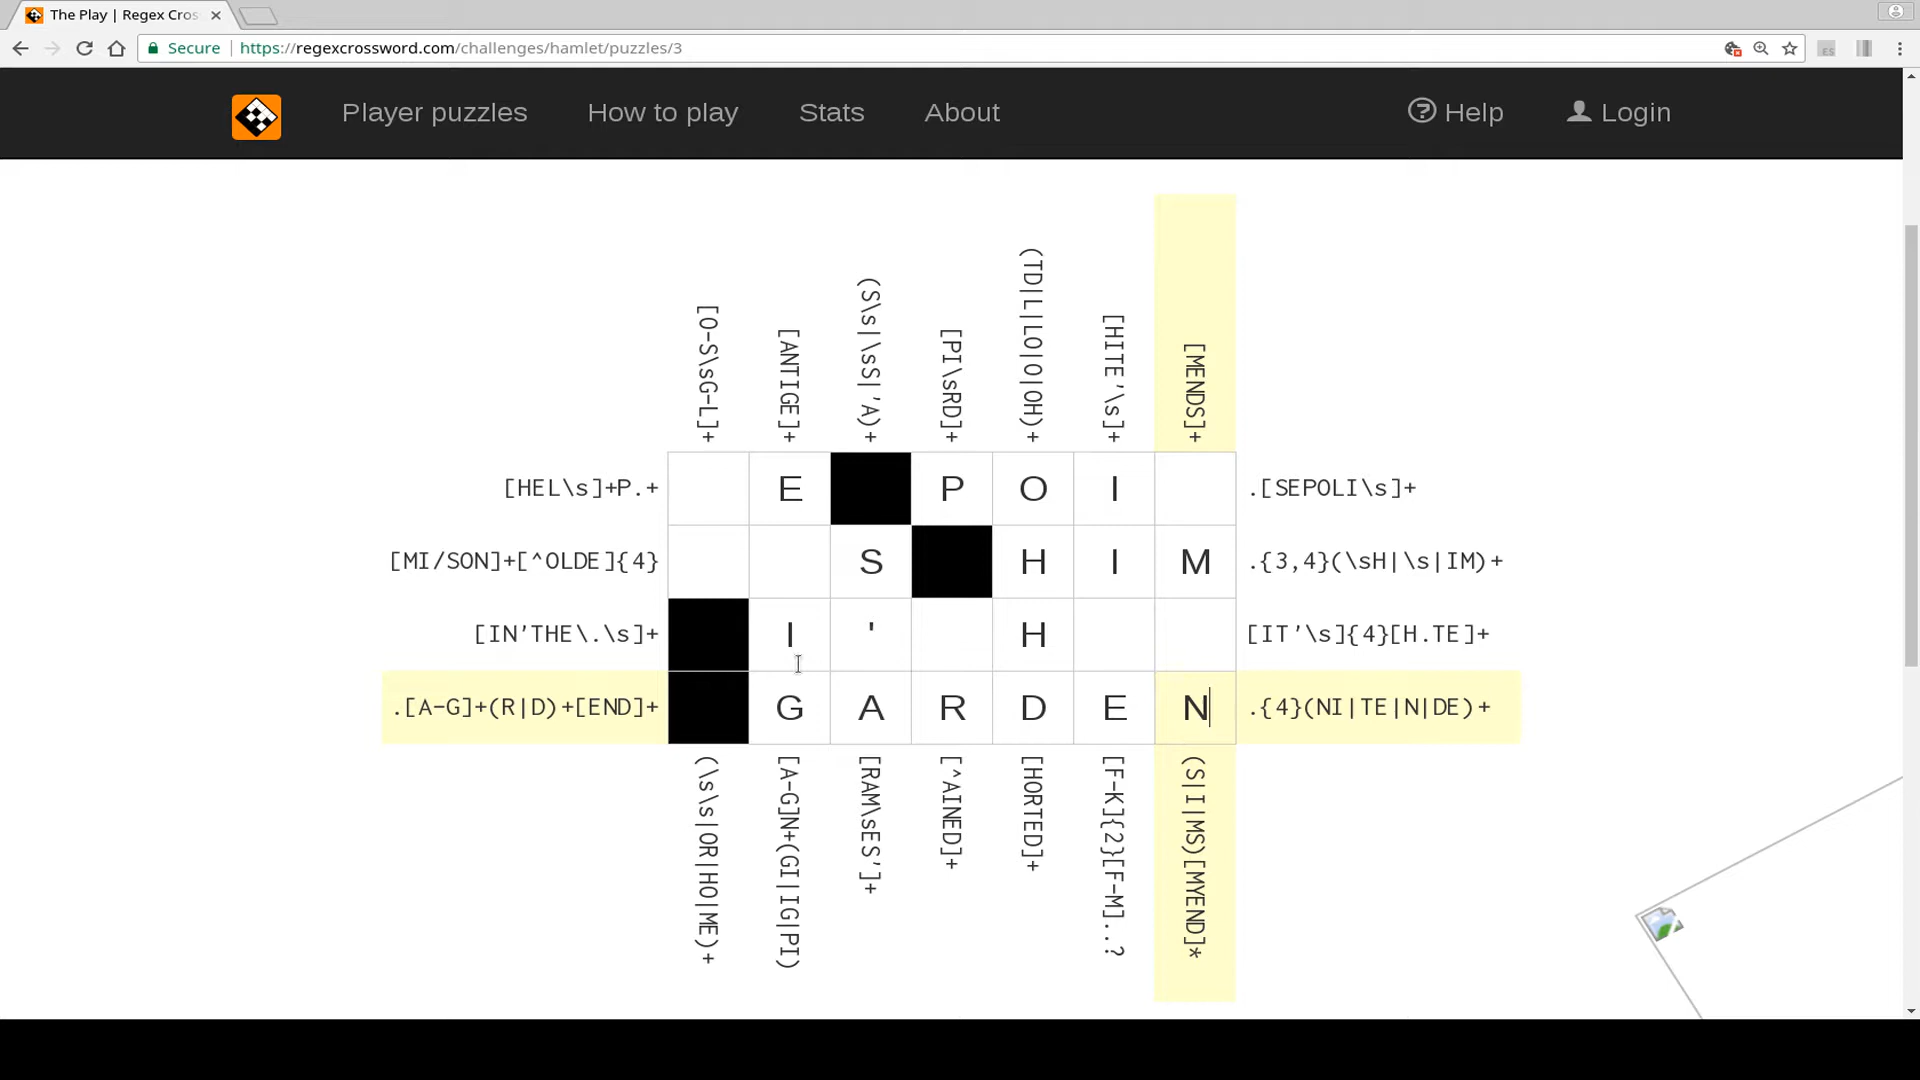 The Play | Regex Cros
Secure https://regexcrossword.com/challenges/hamlet/puzzles/3
ES
Player puzzles How to play Stats About Help Login
[O-S\sG-L]+
[ANTIGE]+
(S\s|\sS|'A)+
[PI\sRD]+
(TD|L|LO|O|OH)+
[HITE'\s]+
[MENDS]+
[HEL\s]+P.+ E P O I .[SEPOLI\s]+
[MI/SON]+[^OLDE]{4} S H I M .{3,4}(\sH|\s|IM)+
[IN'THE\.\s]+ I ' H [IT'\s]{4}[H.TE]+
.[A-G]+(R|D)+[END]+ G A R D E N .{4}(NI|TE|N|DE)+
(\s\s|OR|HO|ME)+
[A-G]N+(GI|IG|PI)
[RAM\sES']+
[^AINED]+
[HORTED]+
[F-K]{2}[F-M]..?
(S|I|MS)[MYEND]*